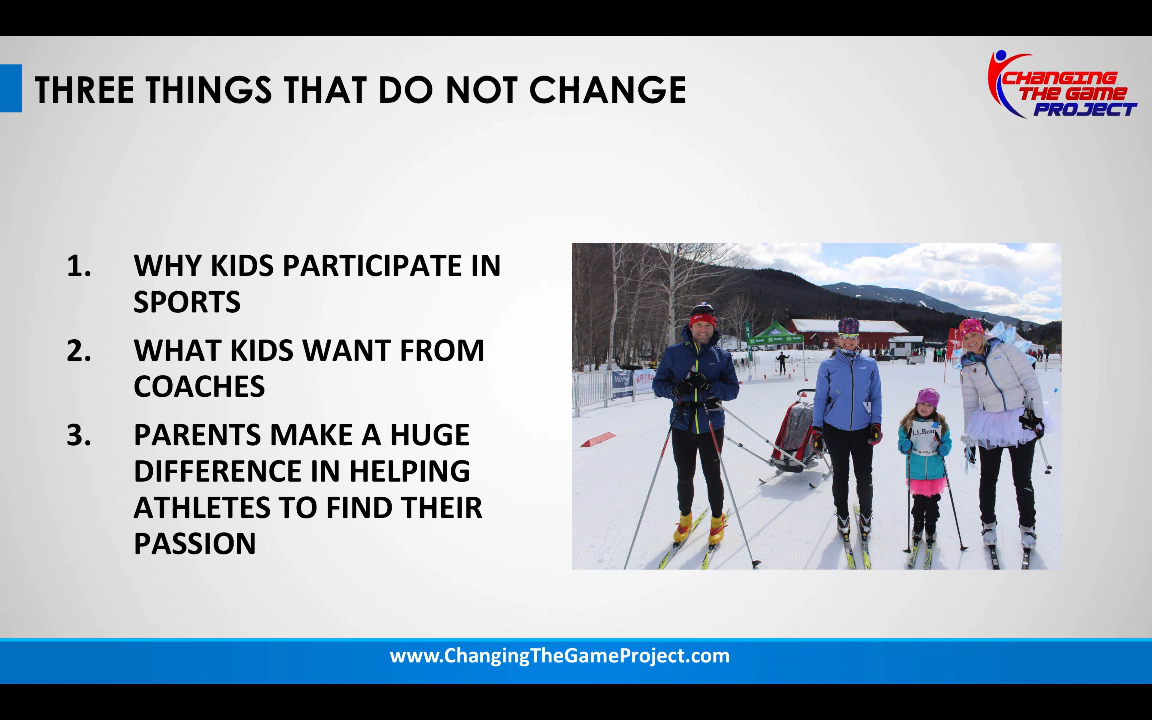 THREE THINGS THAT DO NOT CHANGE
CHANGING
THE GAME
PROJECT
1. WHY KIDS PARTICIPATE IN
SPORTS
2. WHAT KIDS WANT FROM
COACHES
3. PARENTS MAKE A HUGE
DIFFERENCE IN HELPING
ATHLETES TO FIND THEIR
PASSION
L.L.Bean
www.ChangingTheGameProject.com